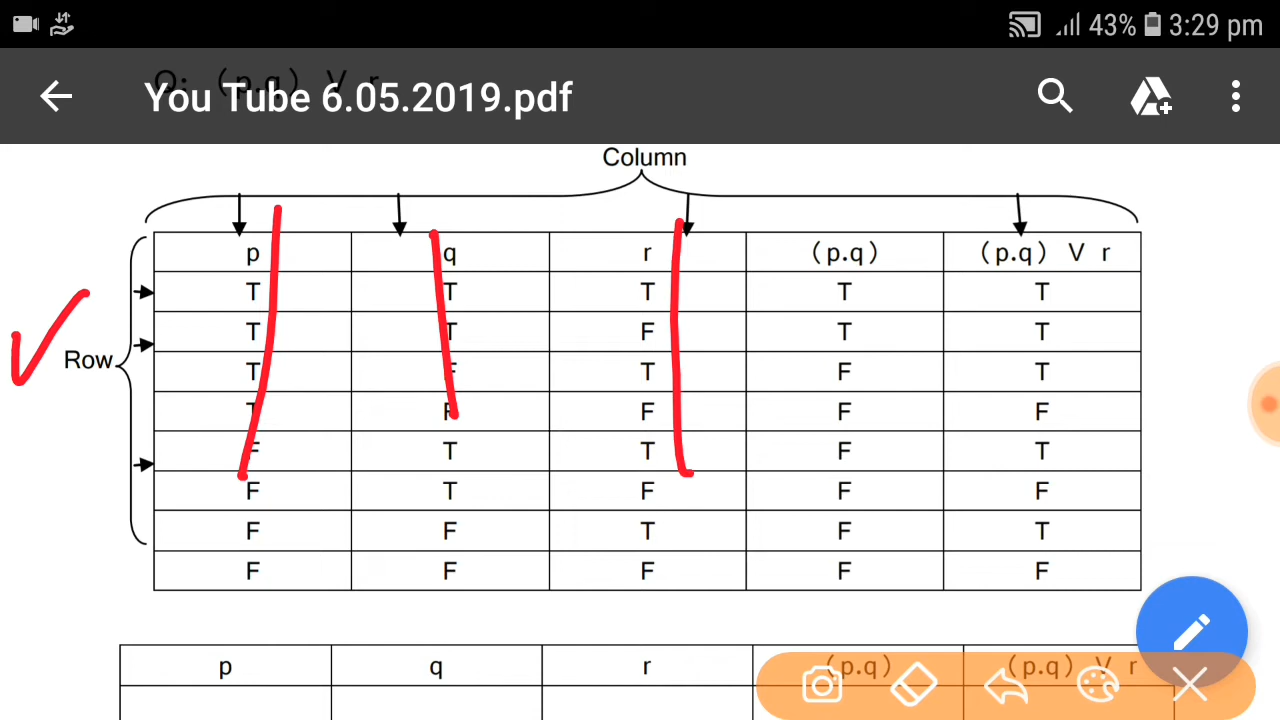 43% 3:29 pm
Q: (p.q) V r
You Tube 6.05.2019.pdf
Column
p q r (p.q) (p.q) V r
T T T T T
T T F T T
Row
T F T F T
T F F F F
F T T F T
F T F F F
F F T F T
F F F F F
p q r (p.q) (p.q) V r